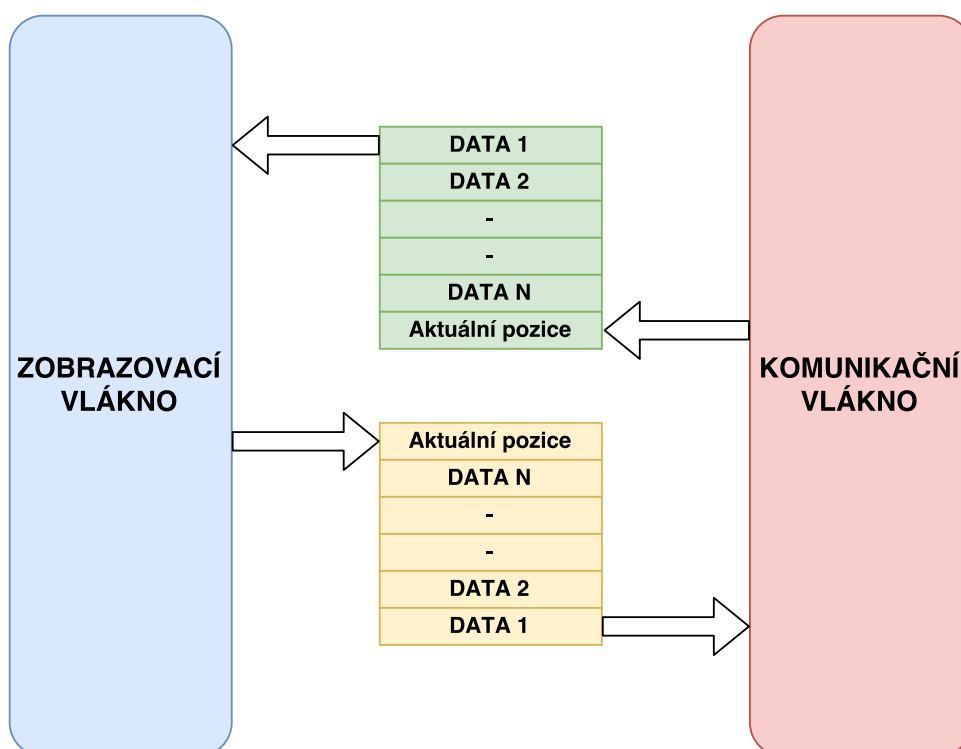 DATA 1
DATA 2
-
-
DATA N
Aktuální pozice
ZOBRAZOVACÍ
VLÁKNO
KOMUNIKAČNÍ
VLÁKNO
Aktuální pozice
DATA N
-
-
DATA 2
DATA 1